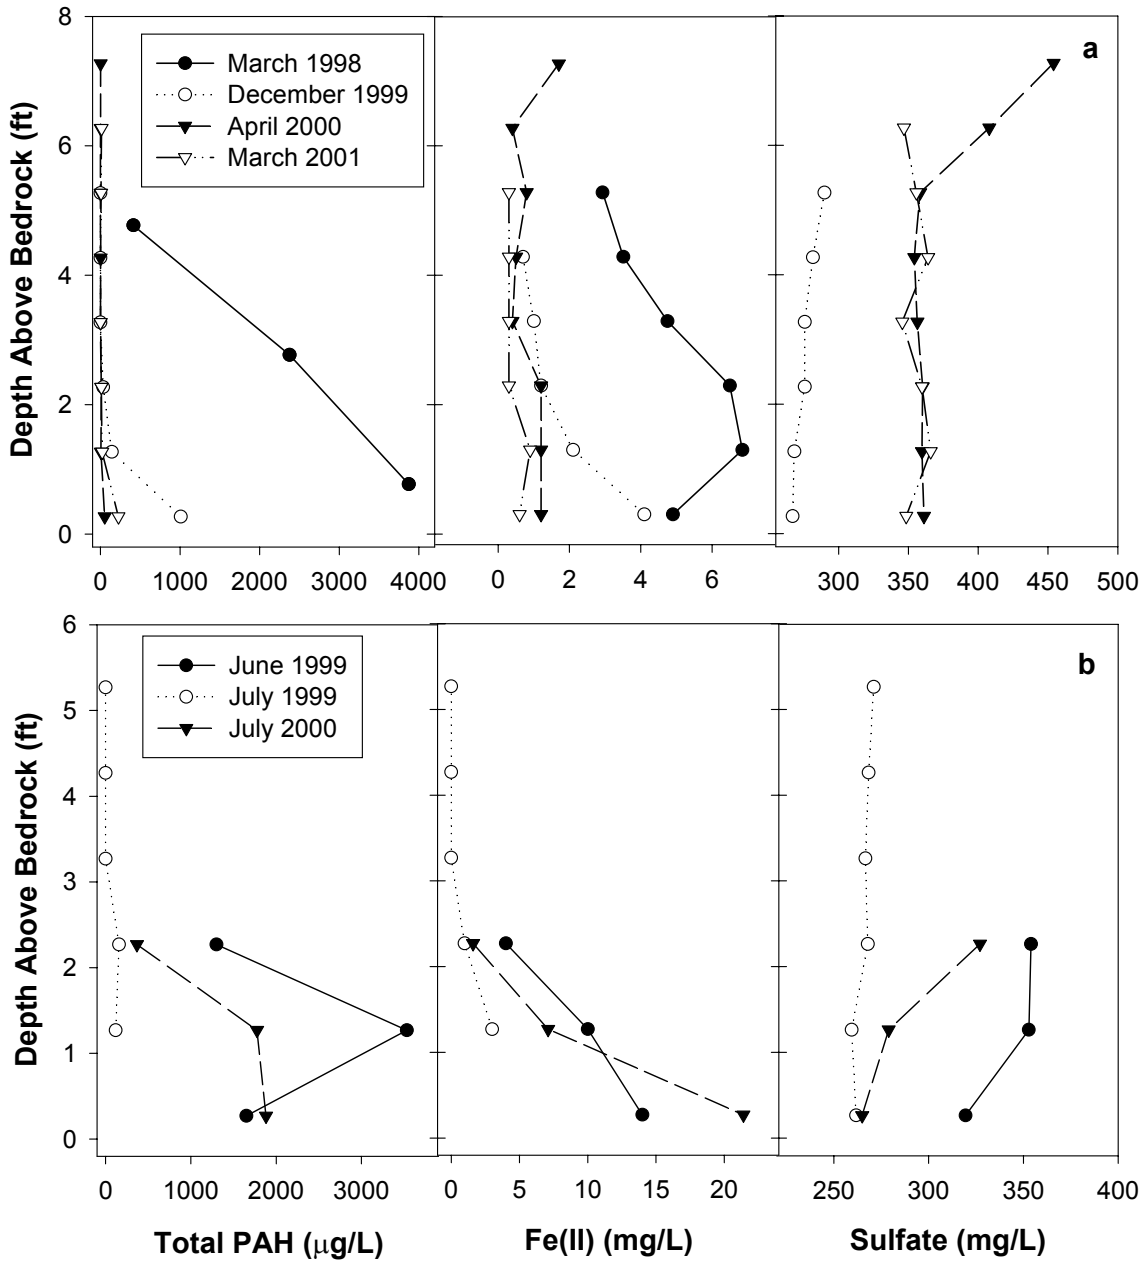 8
6
4
2
0
Depth Above Bedrock (ft)
March 1998
December 1999
April 2000
March 2001
a
0 1000 2000 3000 4000
0 2 4 6
300 350 400 450 500
6
5
4
3
2
1
0
Depth Above Bedrock (ft)
June 1999
July 1999
July 2000
b
0 1000 2000 3000
0 5 10 15 20
250 300 350 400
Total PAH (μg/L)
Fe(II) (mg/L)
Sulfate (mg/L)